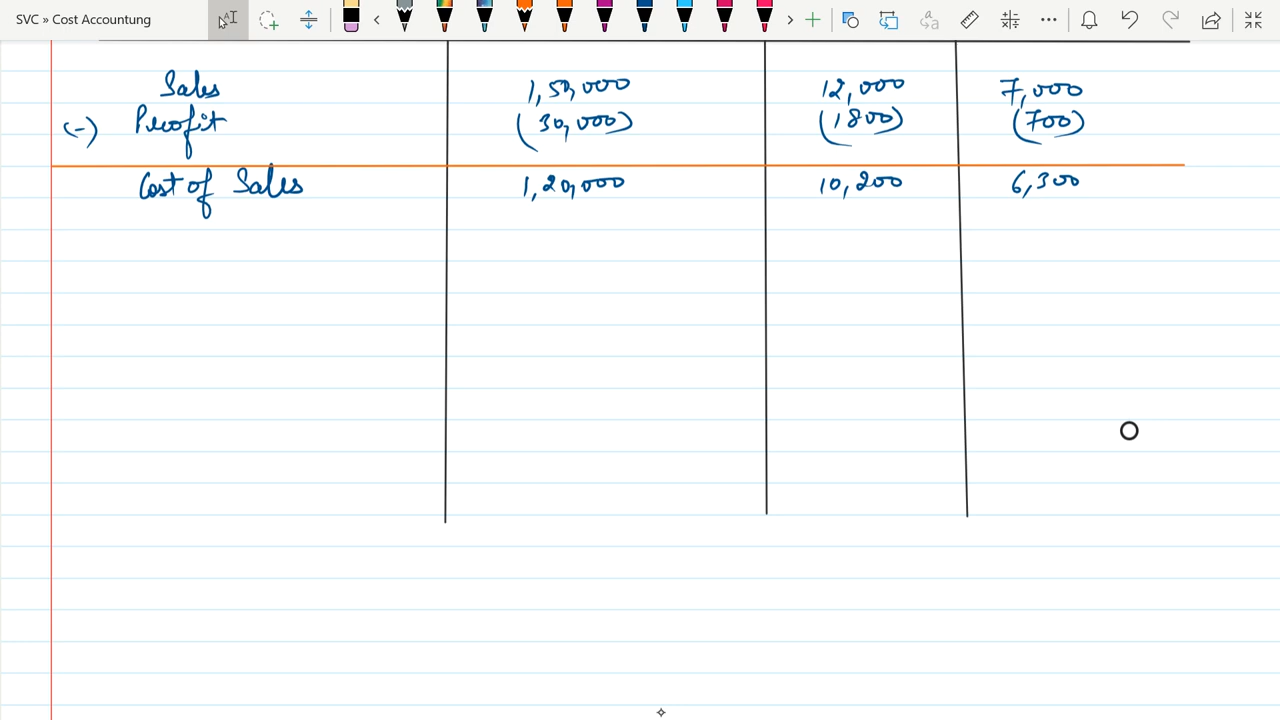 SVC » Cost Accountung
Sales 1,50,000 12,000 7,000
(-) Profit (30,000) (1800) (700)
Cost of Sales 1,20,000 10,200 6,300